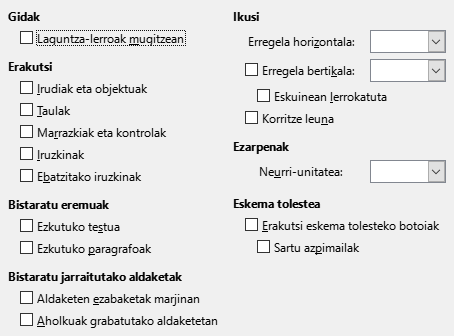 Gidak
Laguntza-lerroak mugitzean
Erakutsi
Irudiak eta objektuak
Taulak
Marrazkiak eta kontrolak
Iruzkinak
Ebatzitako iruzkinak
Bistaratu eremuak
Ezkutuko testua
Ezkutuko paragrafoak
Bistaratu jarraitutako aldaketak
Aldaketen ezabaketak marjinan
Aholkuak grabatutako aldaketetan
Ikusi
Erregela horizontala:
Erregela bertikala:
Eskuinean lerrokatuta
Korritze leuna
Ezarpenak
Neurri-unitatea:
Eskema tolestea
Erakutsi eskema tolesteko botoiak
Sartu azpimailak